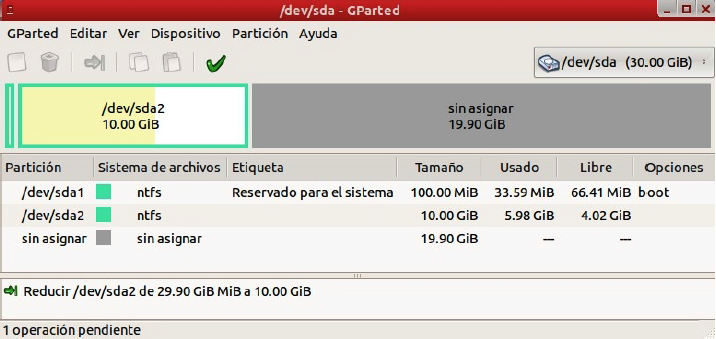 /dev/sda - GParted
GParted Editar Ver Dispositivo Partición Ayuda
/dev/sda (30.00 GiB)
/dev/sda2
10.00 GiB
sin asignar
19.90 GiB
Partición Sistema de archivos Etiqueta Tamaño Usado Libre Opciones
/dev/sda1 ntfs Reservado para el sistema 100.00 MiB 33.59 MiB 66.41 MiB boot
/dev/sda2 ntfs 10.00 GiB 5.98 GiB 4.02 GiB
sin asignar sin asignar 19.90 GiB --- ---
Reducir /dev/sda2 de 29.90 GiB MiB a 10.00 GiB
1 operación pendiente